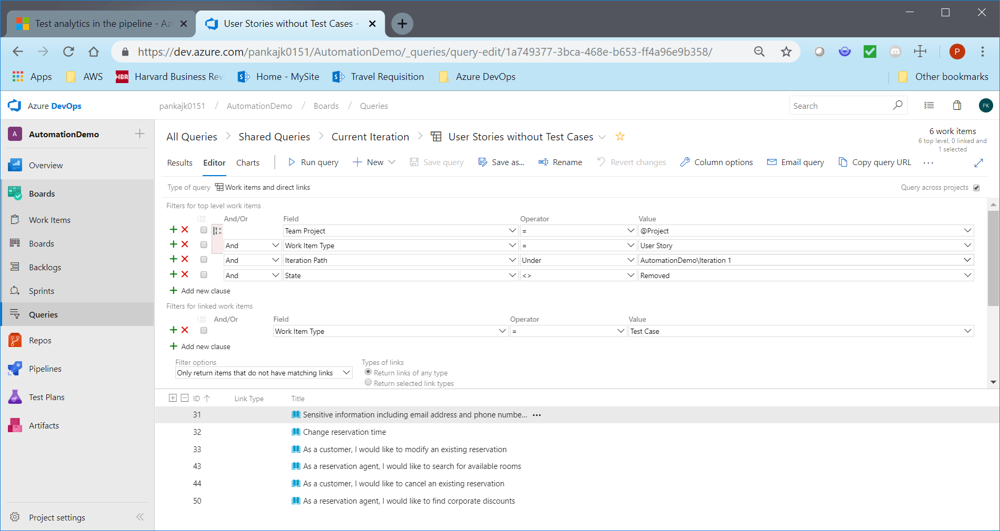 Test analytics in the pipeline - Az
User Stories without Test Cases -
https://dev.azure.com/pankajk0151/AutomationDemo/_queries/query-edit/1a749377-3bca-468e-b653-ff4a96e9b358/
P
Apps
AWS
HBR
Harvard Business Rev
Home - MySite
Travel Requisition
Azure DevOps
Other bookmarks
Azure DevOps
pankajk0151 / AutomationDemo / Boards / Queries
Search
PK
A
AutomationDemo
Overview
Boards
Work Items
Boards
Backlogs
Sprints
Queries
Repos
Pipelines
Test Plans
Artifacts
Project settings
All Queries > Shared Queries > Current Iteration > User Stories without Test Cases
6 work items
6 top level, 0 linked and
1 selected
Results Editor Charts Run query New Save query Save as... Rename Revert changes Column options Email query Copy query URL ...
Type of query Work items and direct links
Query across projects
Filters for top level work items
And/Or Field Operator Value
Team Project = @Project
And Work Item Type = User Story
And Iteration Path Under AutomationDemo\Iteration 1
And State <> Removed
Add new clause
Filters for linked work items
And/Or Field Operator Value
Work Item Type = Test Case
Add new clause
Filter options
Only return items that do not have matching links
Types of links
Return links of any type
Return selected link types
ID Link Type Title
31 Sensitive information including email address and phone numbe... ...
32 Change reservation time
33 As a customer, I would like to modify an existing reservation
43 As a reservation agent, I would like to search for available rooms
44 As a customer, I would like to cancel an existing reservation
50 As a reservation agent, I would like to find corporate discounts